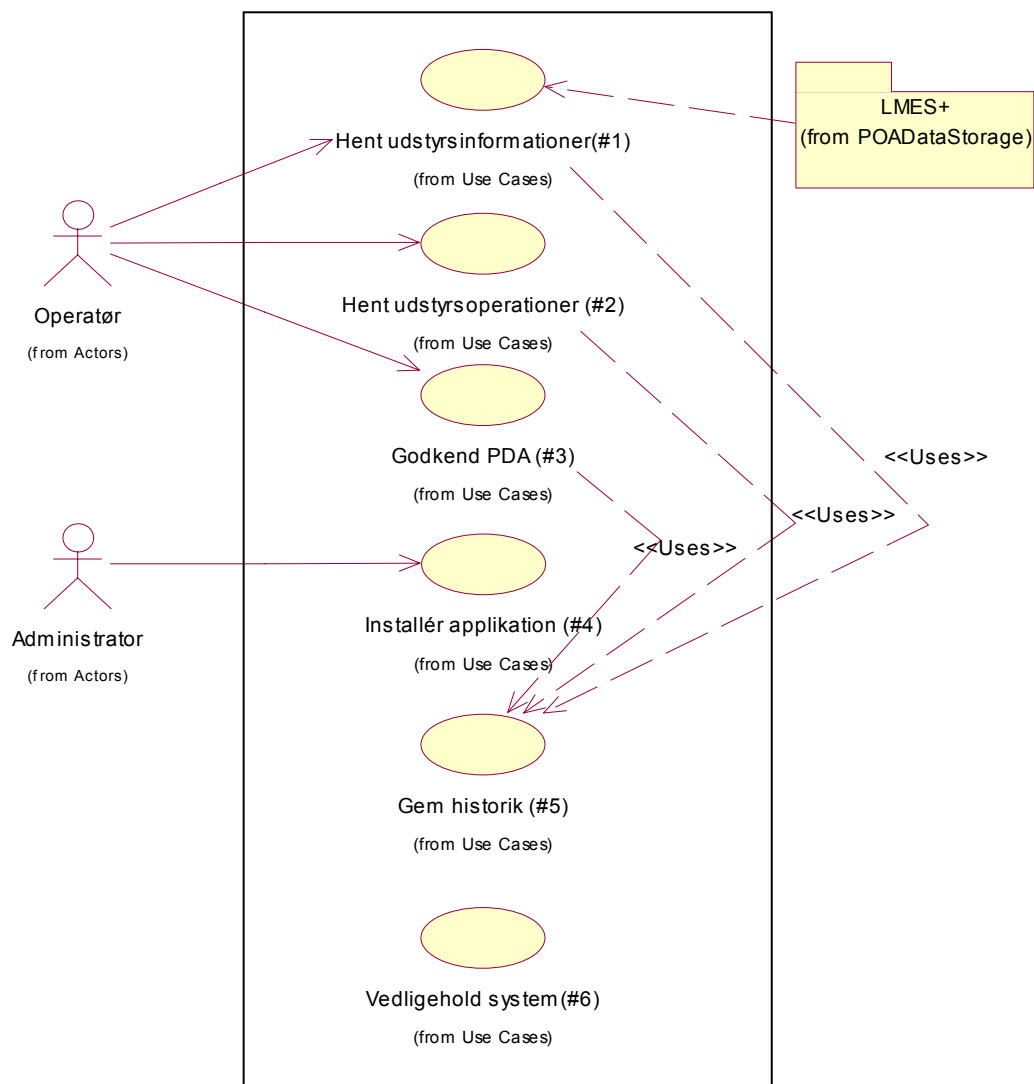 LMES+
(from POADataStorage)
Hent udstyrsinformationer(#1)
(from Use Cases)
Hent udstyrsoperationer (#2)
(from Use Cases)
Operatør
(from Actors)
Godkend PDA (#3)
(from Use Cases)
<<Uses>>
<<Uses>>
<<Uses>>
Installér applikation (#4)
(from Use Cases)
Administrator
(from Actors)
Gem historik (#5)
(from Use Cases)
Vedligehold system(#6)
(from Use Cases)